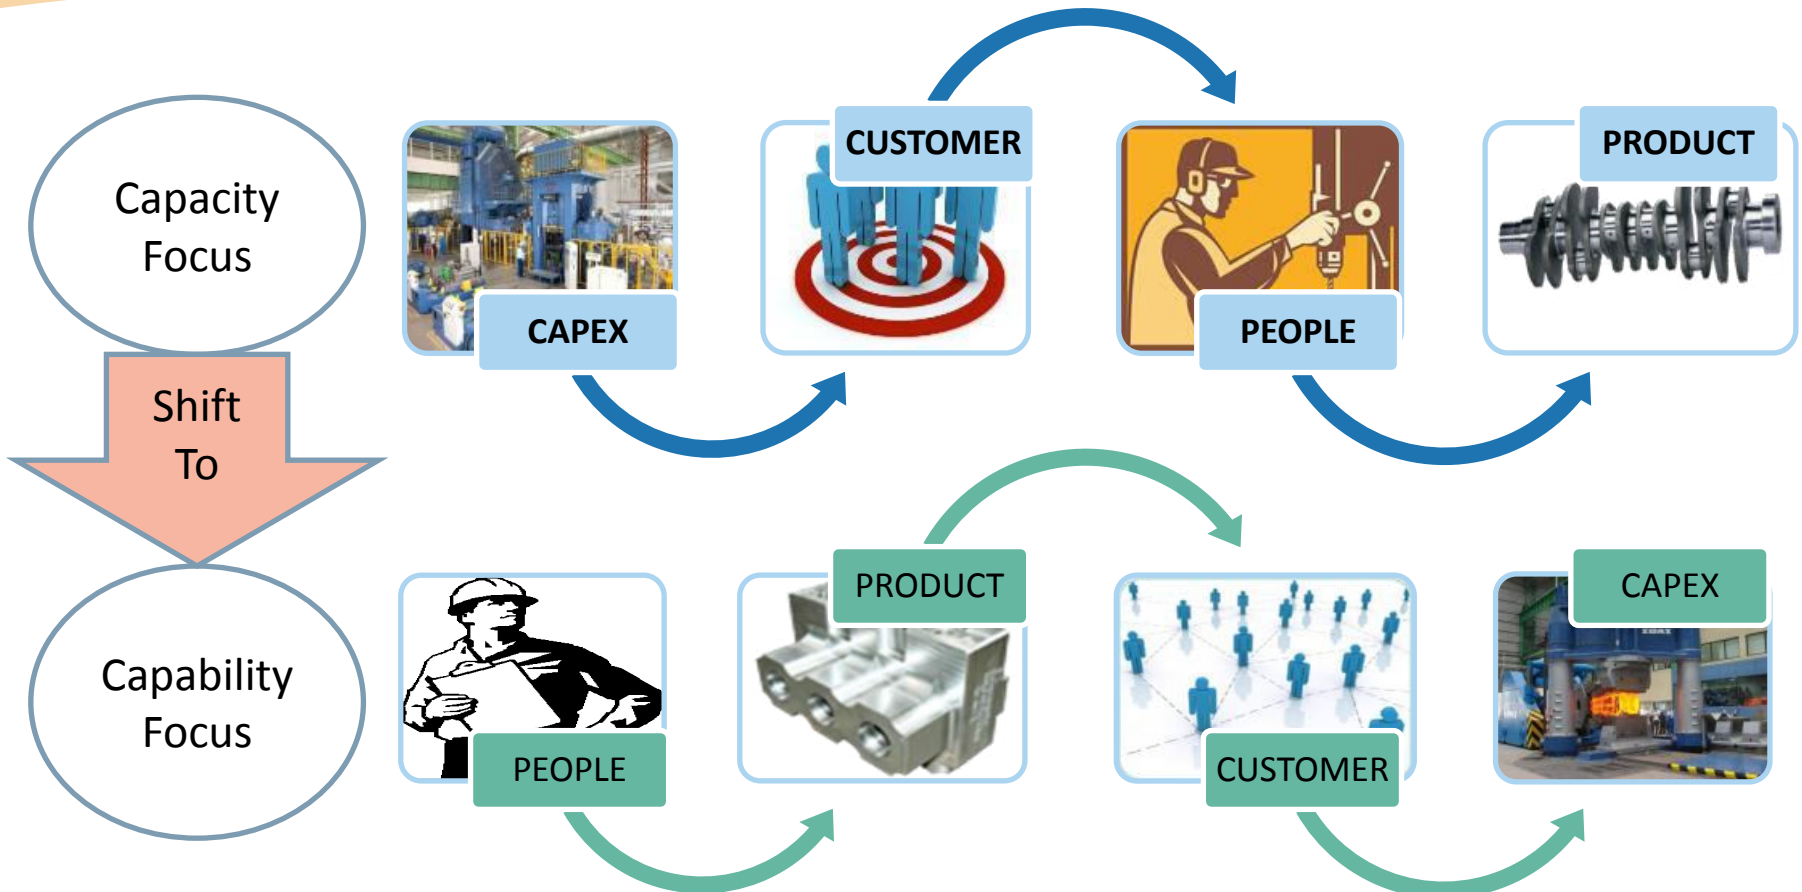 Capacity
Focus
CAPEX
CUSTOMER
PEOPLE
PRODUCT
Shift
To
Capability
Focus
PEOPLE
PRODUCT
CUSTOMER
CAPEX